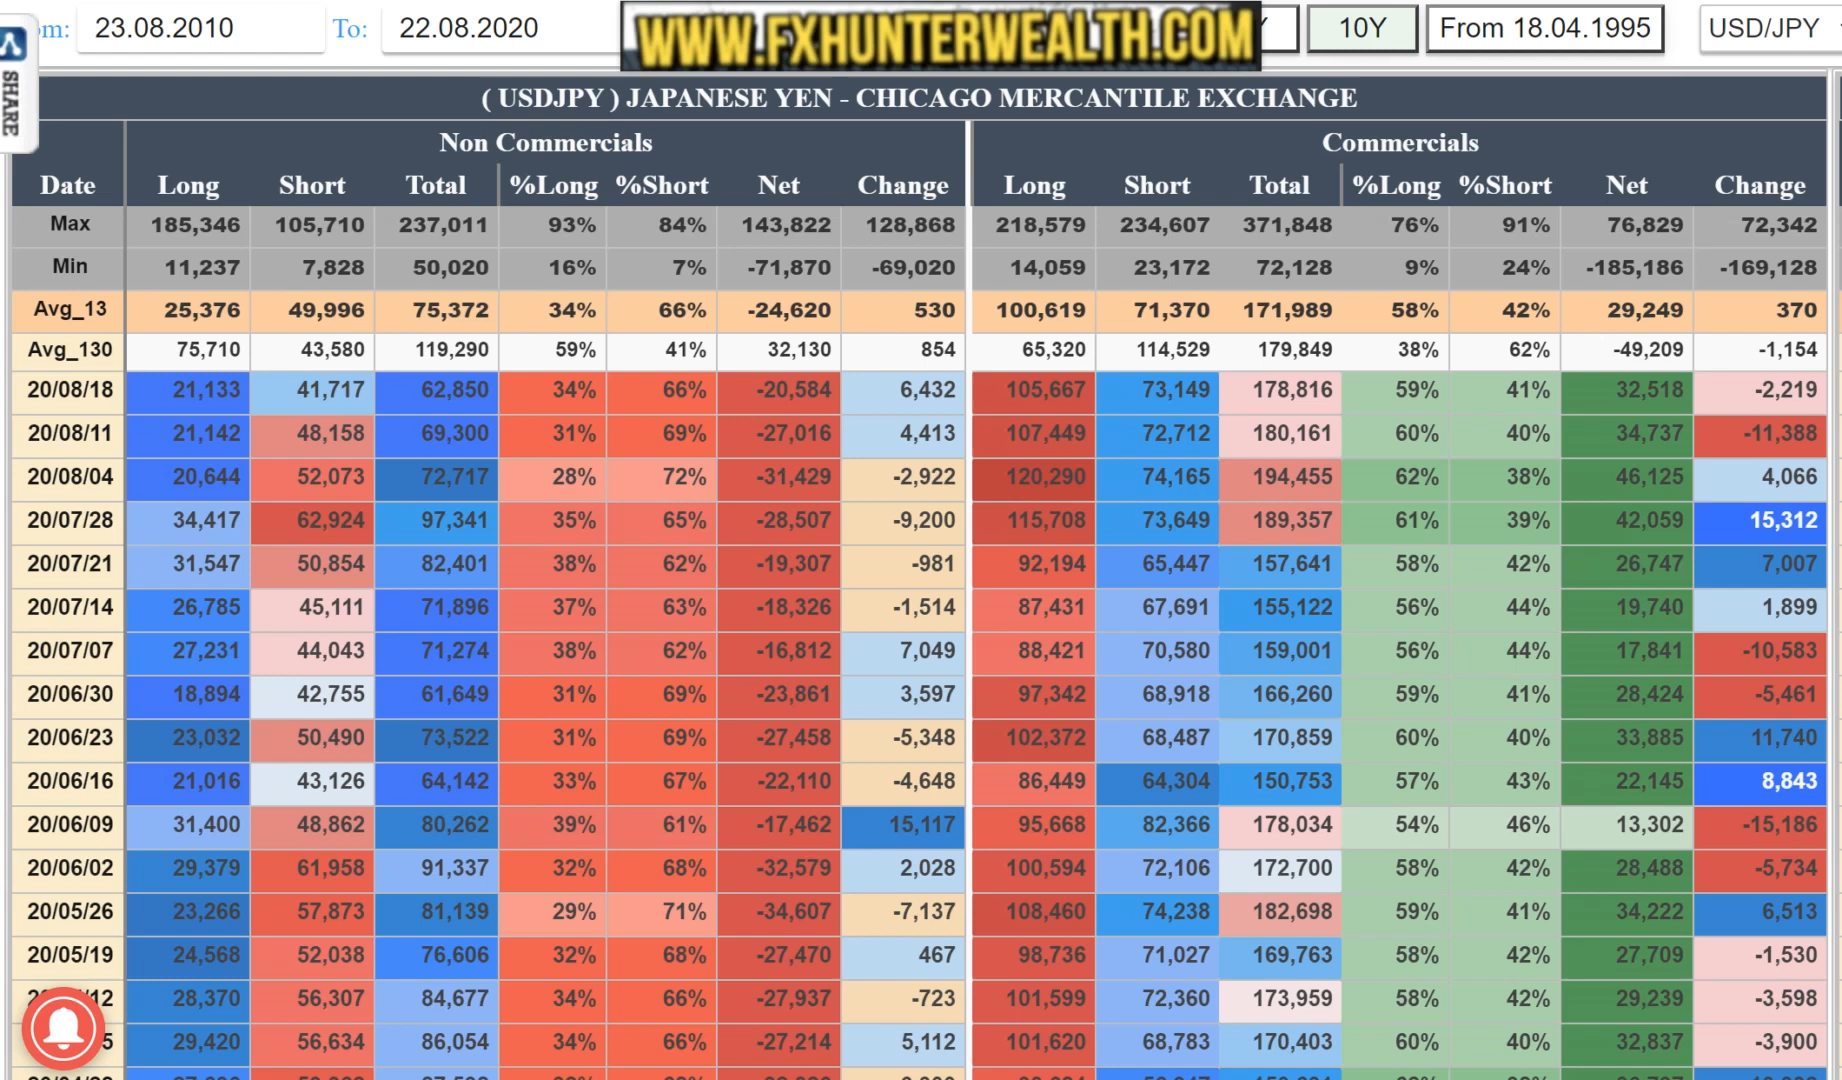 om: 23.08.2010 To: 22.08.2020 WWW.FXHUNTERWEALTH.COM Y 10Y From 18.04.1995 USD/JPY
SHARE
( USDJPY ) JAPANESE YEN - CHICAGO MERCANTILE EXCHANGE
Non Commercials Commercials
Date Long Short Total %Long %Short Net Change Long Short Total %Long %Short Net Change
Max 185,346 105,710 237,011 93% 84% 143,822 128,868 218,579 234,607 371,848 76% 91% 76,829 72,342
Min 11,237 7,828 50,020 16% 7% -71,870 -69,020 14,059 23,172 72,128 9% 24% -185,186 -169,128
Avg_13 25,376 49,996 75,372 34% 66% -24,620 530 100,619 71,370 171,989 58% 42% 29,249 370
Avg_130 75,710 43,580 119,290 59% 41% 32,130 854 65,320 114,529 179,849 38% 62% -49,209 -1,154
20/08/18 21,133 41,717 62,850 34% 66% -20,584 6,432 105,667 73,149 178,816 59% 41% 32,518 -2,219
20/08/11 21,142 48,158 69,300 31% 69% -27,016 4,413 107,449 72,712 180,161 60% 40% 34,737 -11,388
20/08/04 20,644 52,073 72,717 28% 72% -31,429 -2,922 120,290 74,165 194,455 62% 38% 46,125 4,066
20/07/28 34,417 62,924 97,341 35% 65% -28,507 -9,200 115,708 73,649 189,357 61% 39% 42,059 15,312
20/07/21 31,547 50,854 82,401 38% 62% -19,307 -981 92,194 65,447 157,641 58% 42% 26,747 7,007
20/07/14 26,785 45,111 71,896 37% 63% -18,326 -1,514 87,431 67,691 155,122 56% 44% 19,740 1,899
20/07/07 27,231 44,043 71,274 38% 62% -16,812 7,049 88,421 70,580 159,001 56% 44% 17,841 -10,583
20/06/30 18,894 42,755 61,649 31% 69% -23,861 3,597 97,342 68,918 166,260 59% 41% 28,424 -5,461
20/06/23 23,032 50,490 73,522 31% 69% -27,458 -5,348 102,372 68,487 170,859 60% 40% 33,885 11,740
20/06/16 21,016 43,126 64,142 33% 67% -22,110 -4,648 86,449 64,304 150,753 57% 43% 22,145 8,843
20/06/09 31,400 48,862 80,262 39% 61% -17,462 15,117 95,668 82,366 178,034 54% 46% 13,302 -15,186
20/06/02 29,379 61,958 91,337 32% 68% -32,579 2,028 100,594 72,106 172,700 58% 42% 28,488 -5,734
20/05/26 23,266 57,873 81,139 29% 71% -34,607 -7,137 108,460 74,238 182,698 59% 41% 34,222 6,513
20/05/19 24,568 52,038 76,606 32% 68% -27,470 467 98,736 71,027 169,763 58% 42% 27,709 -1,530
12 28,370 56,307 84,677 34% 66% -27,937 -723 101,599 72,360 173,959 58% 42% 29,239 -3,598
5 29,420 56,634 86,054 34% 66% -27,214 5,112 101,620 68,783 170,403 60% 40% 32,837 -3,900